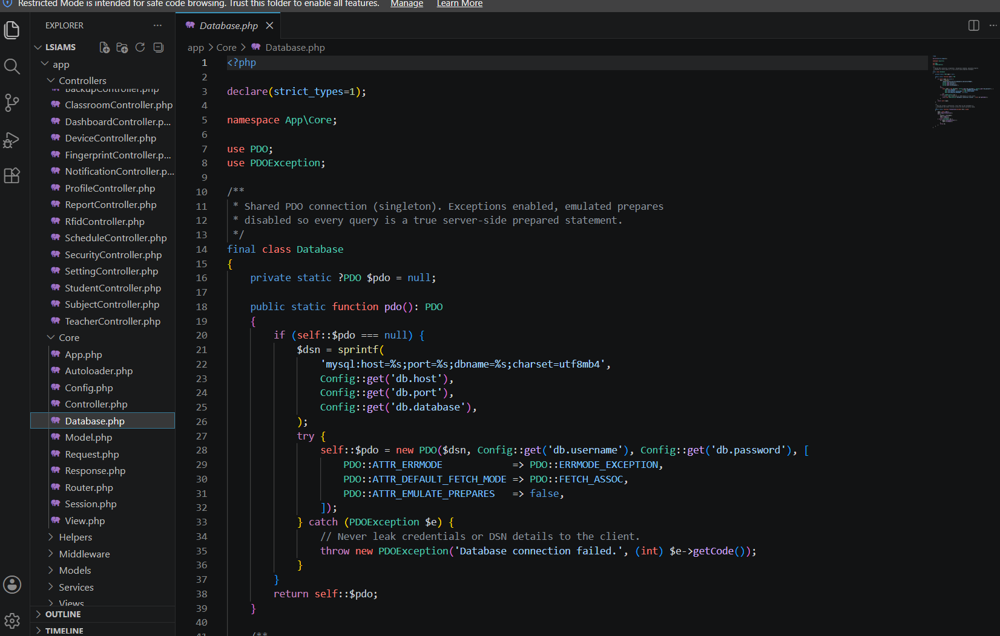 Restricted Mode is intended for safe code browsing. Trust this folder to enable all features. Manage Learn More
EXPLORER
LSIAMS
app
Controllers
BackupController.php
ClassroomController.php
DashboardController.p...
DeviceController.php
FingerprintController.p...
NotificationController.p...
ProfileController.php
ReportController.php
RfidController.php
ScheduleController.php
SecurityController.php
SettingController.php
StudentController.php
SubjectController.php
TeacherController.php
Core
App.php
Autoloader.php
Config.php
Controller.php
Database.php
Model.php
Request.php
Response.php
Router.php
Session.php
View.php
Helpers
Middleware
Models
Services
Views
OUTLINE
TIMELINE
Database.php
app > Core > Database.php
1 <?php
2
3 declare(strict_types=1);
4
5 namespace App\Core;
6
7 use PDO;
8 use PDOException;
9
10 /**
11  * Shared PDO connection (singleton). Exceptions enabled, emulated prepares
12  * disabled so every query is a true server-side prepared statement.
13  */
14 final class Database
15 {
16     private static ?PDO $pdo = null;
17
18     public static function pdo(): PDO
19     {
20         if (self::$pdo === null) {
21             $dsn = sprintf(
22                 'mysql:host=%s;port=%s;dbname=%s;charset=utf8mb4',
23                 Config::get('db.host'),
24                 Config::get('db.port'),
25                 Config::get('db.database'),
26             );
27             try {
28                 self::$pdo = new PDO($dsn, Config::get('db.username'), Config::get('db.password'), [
29                     PDO::ATTR_ERRMODE            => PDO::ERRMODE_EXCEPTION,
30                     PDO::ATTR_DEFAULT_FETCH_MODE => PDO::FETCH_ASSOC,
31                     PDO::ATTR_EMULATE_PREPARES   => false,
32                 ]);
33             } catch (PDOException $e) {
34                 // Never leak credentials or DSN details to the client.
35                 throw new PDOException('Database connection failed.', (int) $e->getCode());
36             }
37         }
38         return self::$pdo;
39     }
40
41     /**